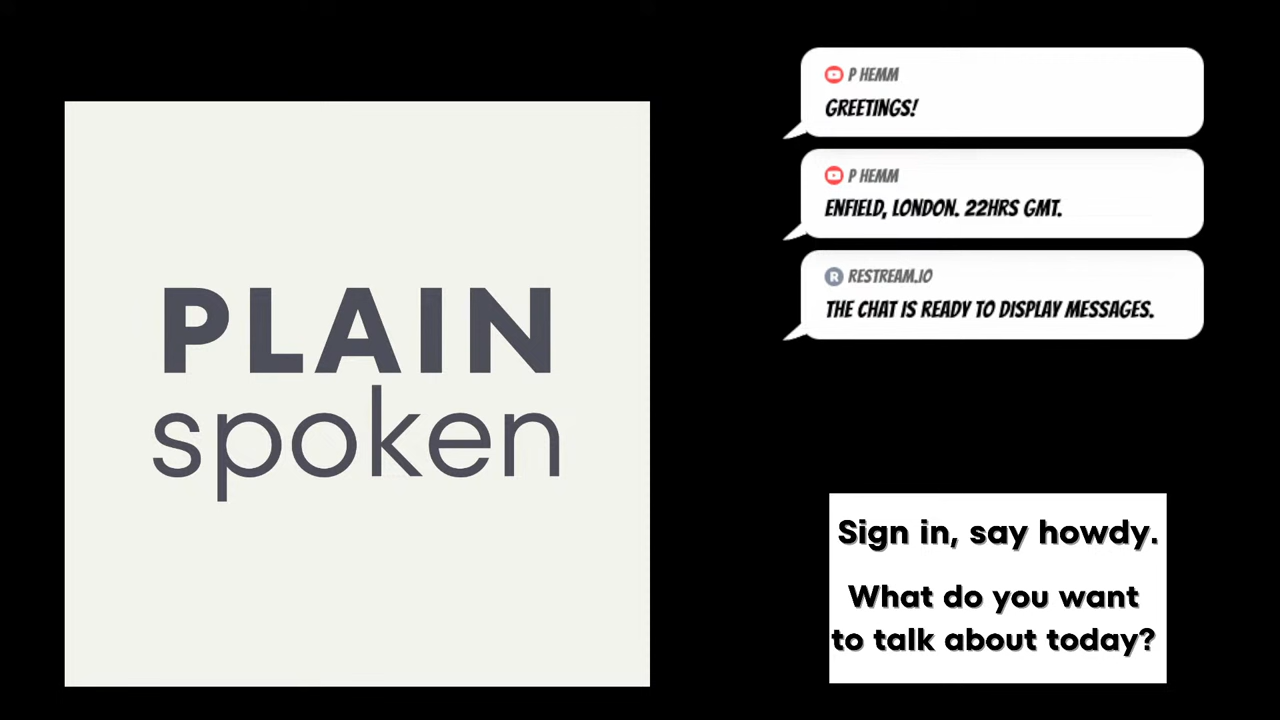 PLAIN
spoken
P HEMM
GREETINGS!
P HEMM
ENFIELD, LONDON. 22HRS GMT.
R RESTREAM.IO
THE CHAT IS READY TO DISPLAY MESSAGES.
Sign in, say howdy.
What do you want
to talk about today?